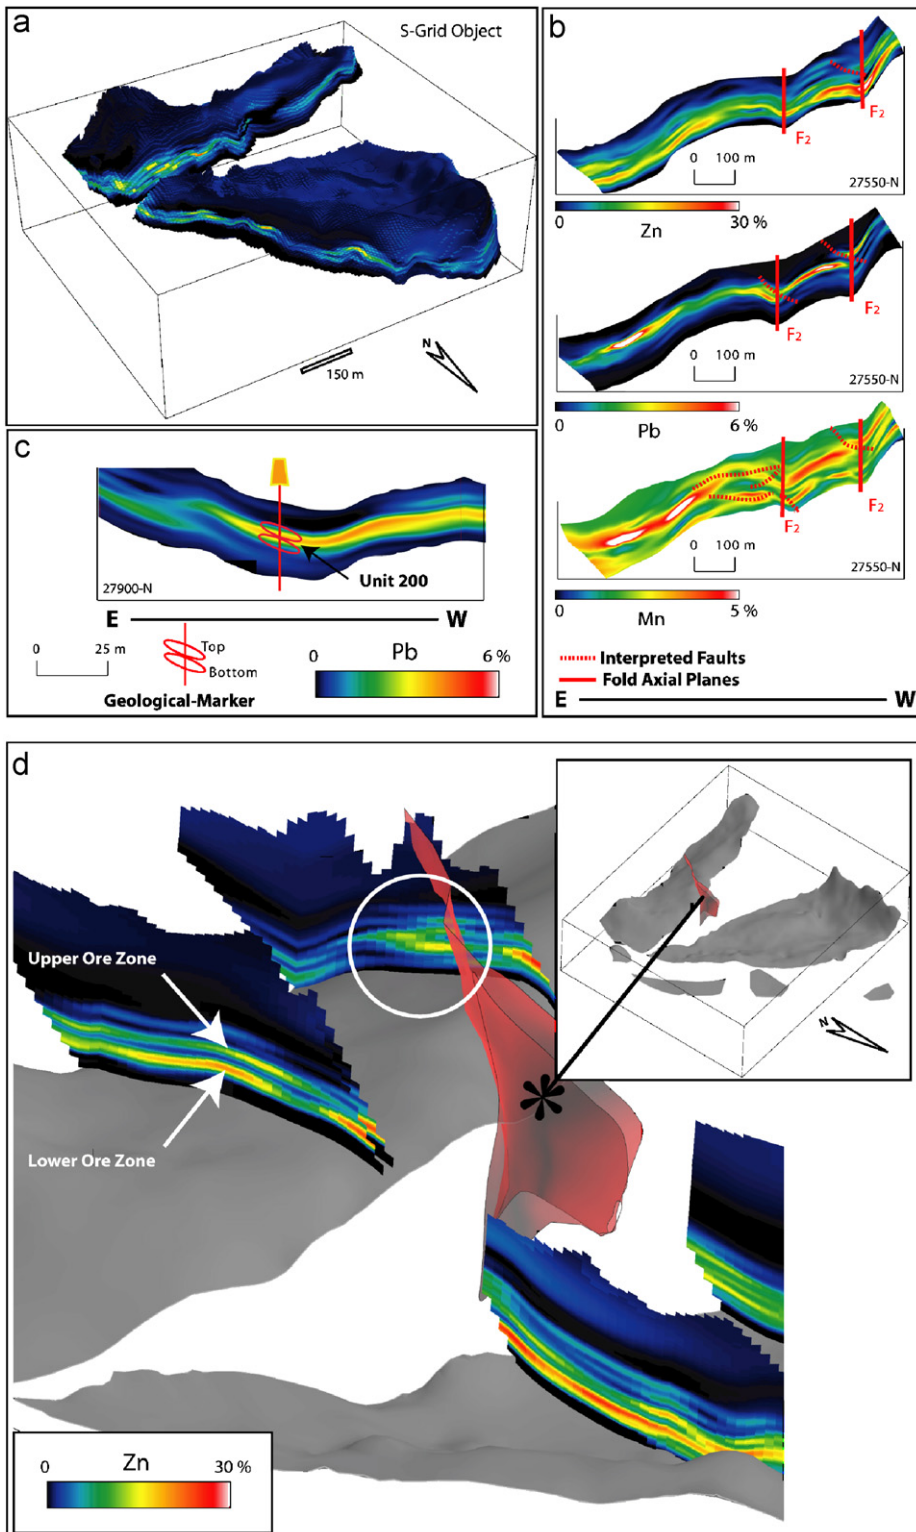 a
S-Grid Object
N
150 m
b
F2
F2
0 100 m
27550-N
0 30 %
Zn
F2
F2
0 100 m
27550-N
0 6 %
Pb
F2
F2
0 100 m
27550-N
0 5 %
Mn
Interpreted Faults
Fold Axial Planes
E W
c
Unit 200
27900-N
E W
0 25 m
Top
Bottom
Geological-Marker
0 Pb 6 %
d
Upper Ore Zone
Lower Ore Zone
N
*
Zn
0 30 %